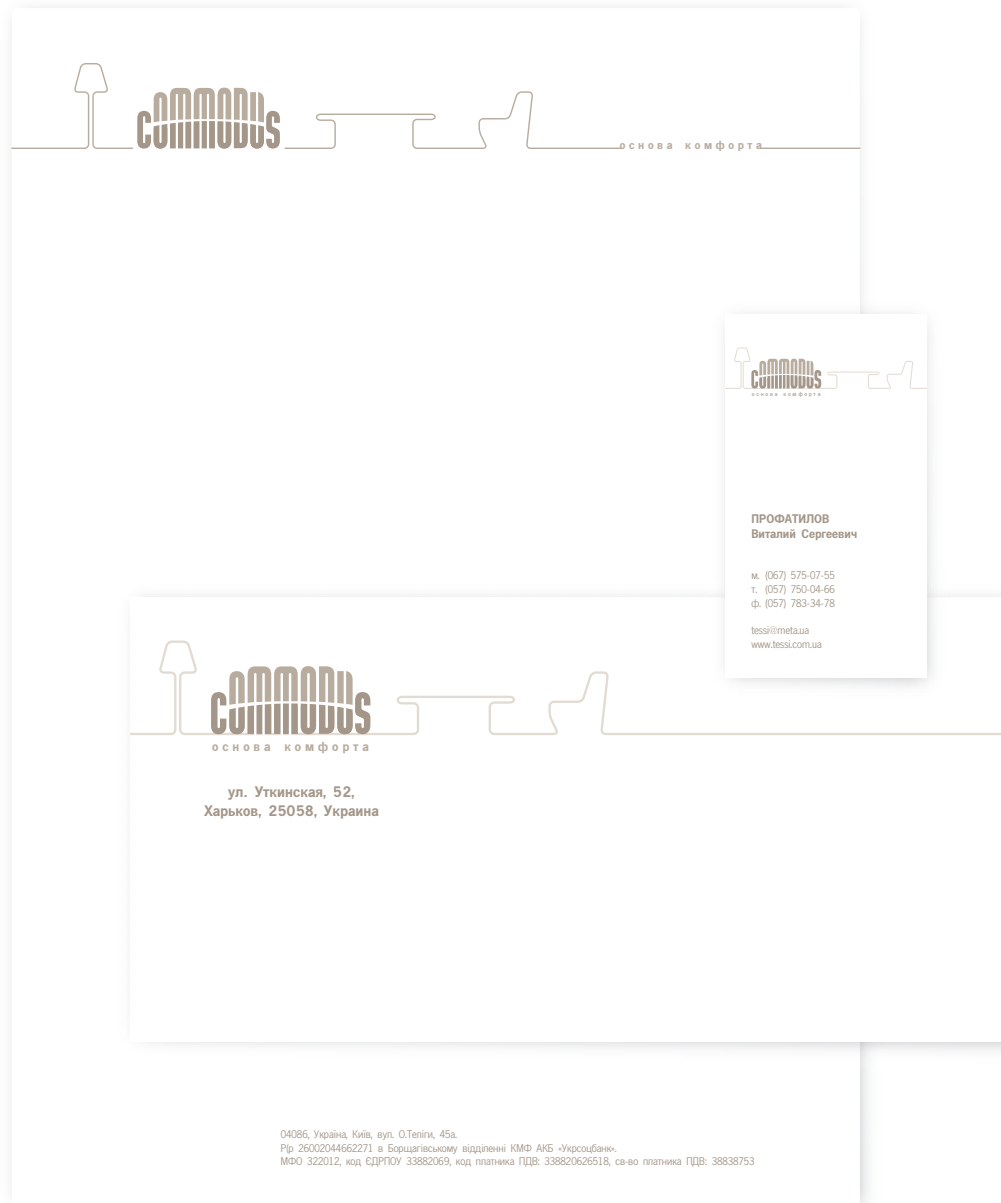 COMMODUS
основа комфорта
COMMODUS
основа комфорта
ПРОФАТИЛОВ
Виталий Сергеевич
м. (067) 575-07-55
т. (057) 750-04-66
ф. (057) 783-34-78
tessi@meta.ua
www.tessi.com.ua
COMMODUS
основа комфорта
ул. Уткинская, 52,
Харьков, 25058, Украина
04086, Україна, Київ, вул. О.Теліги, 45а.
Р(р 26002044662271 в Борщагівському відділенні КМФ АКБ «Укрсоцбанк».
МФО 322012, код ЄДРПОУ 33882069, код платника ПДВ: 338820626518, св-во платника ПДВ: 38838753